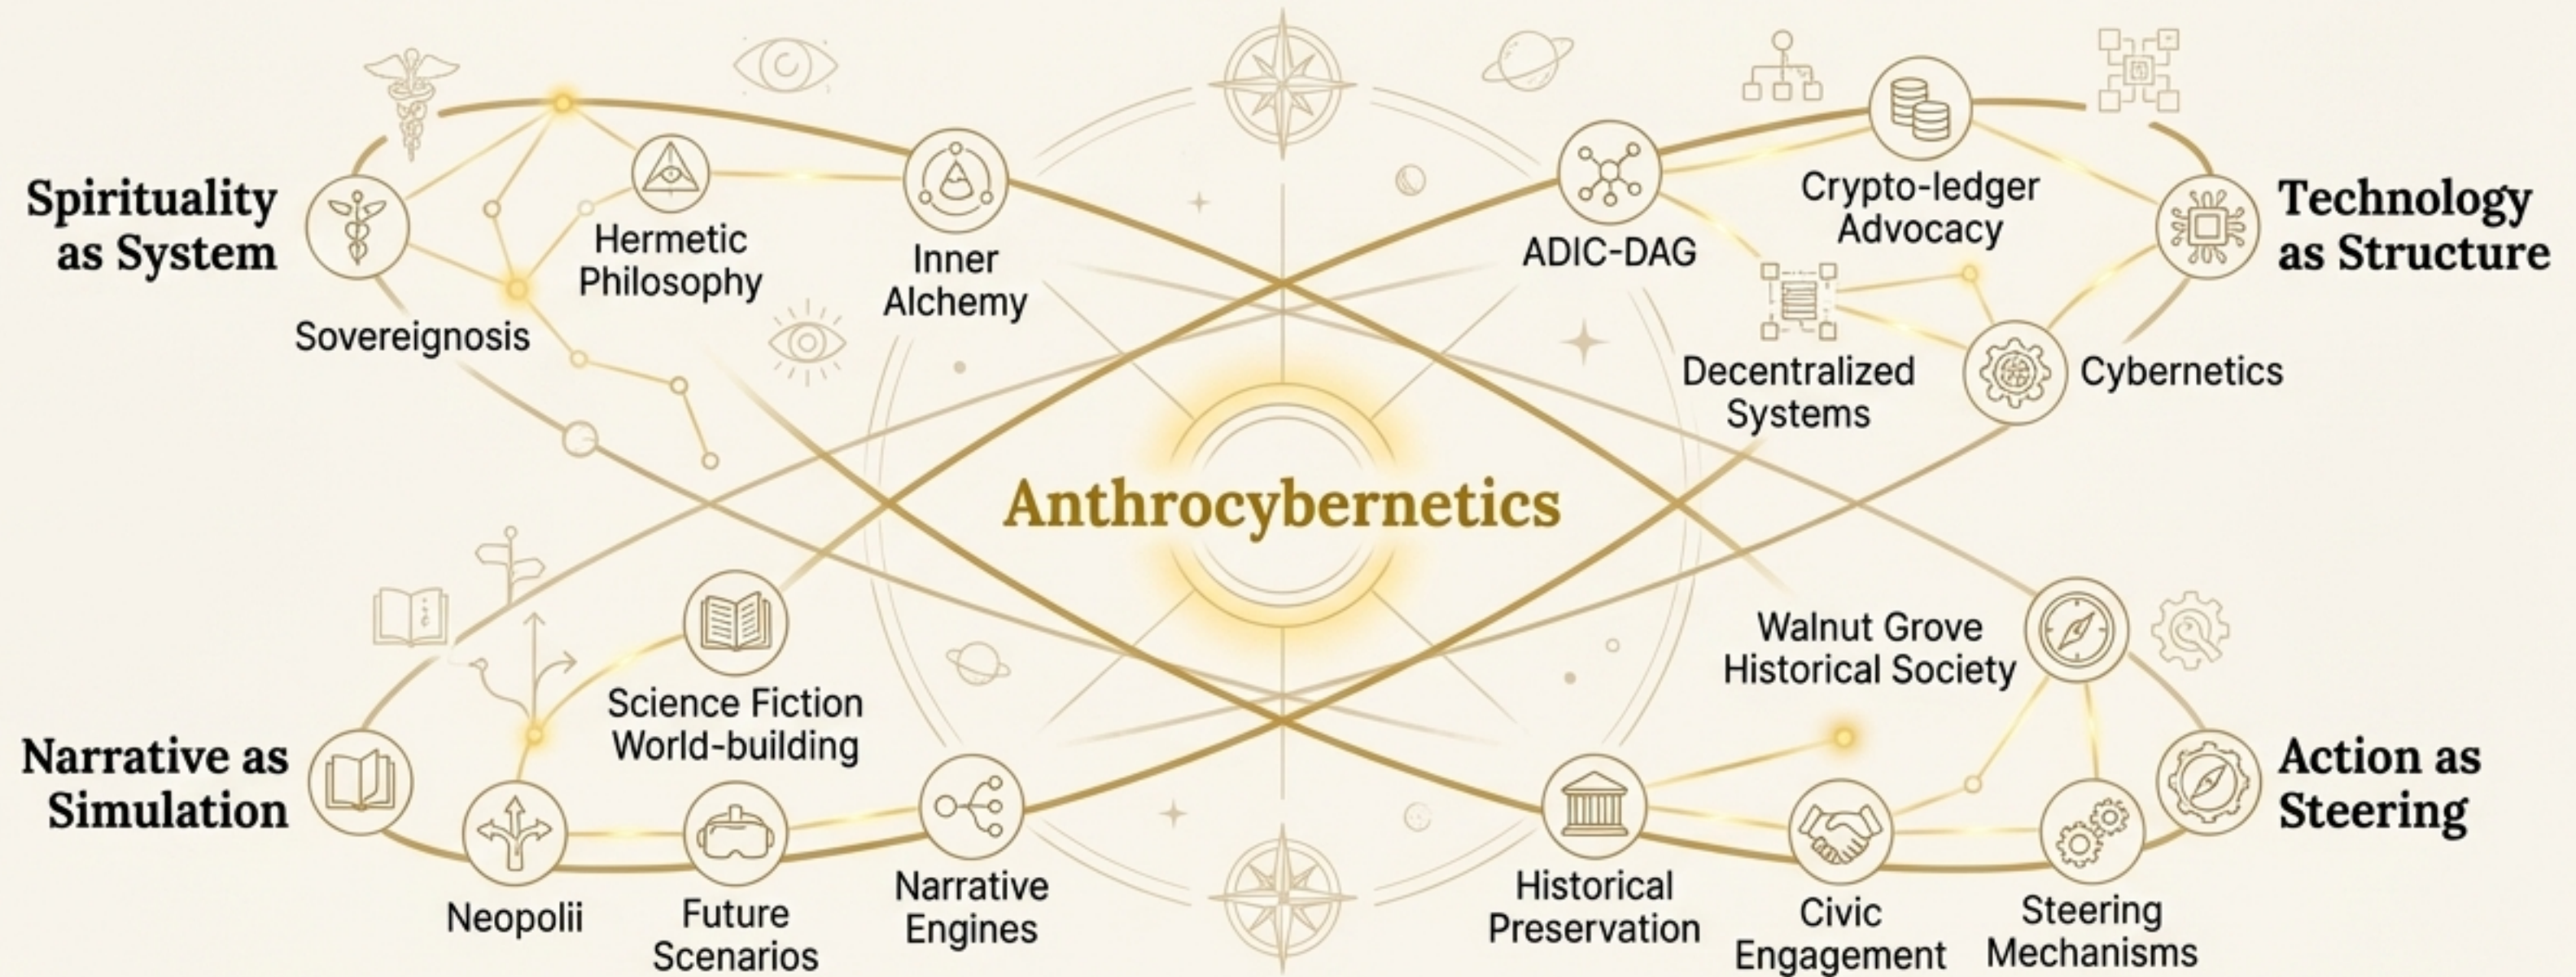 Spirituality
as System
Sovereignosis
Hermetic
Philosophy
Inner
Alchemy
ADIC-DAG
Crypto-ledger
Advocacy
Technology
as Structure
Decentralized
Systems
Cybernetics
Anthrocybernetics
Narrative as
Simulation
Science Fiction
World-building
Neopolii
Future
Scenarios
Narrative
Engines
Walnut Grove
Historical Society
Action as
Steering
Historical
Preservation
Civic
Engagement
Steering
Mechanisms